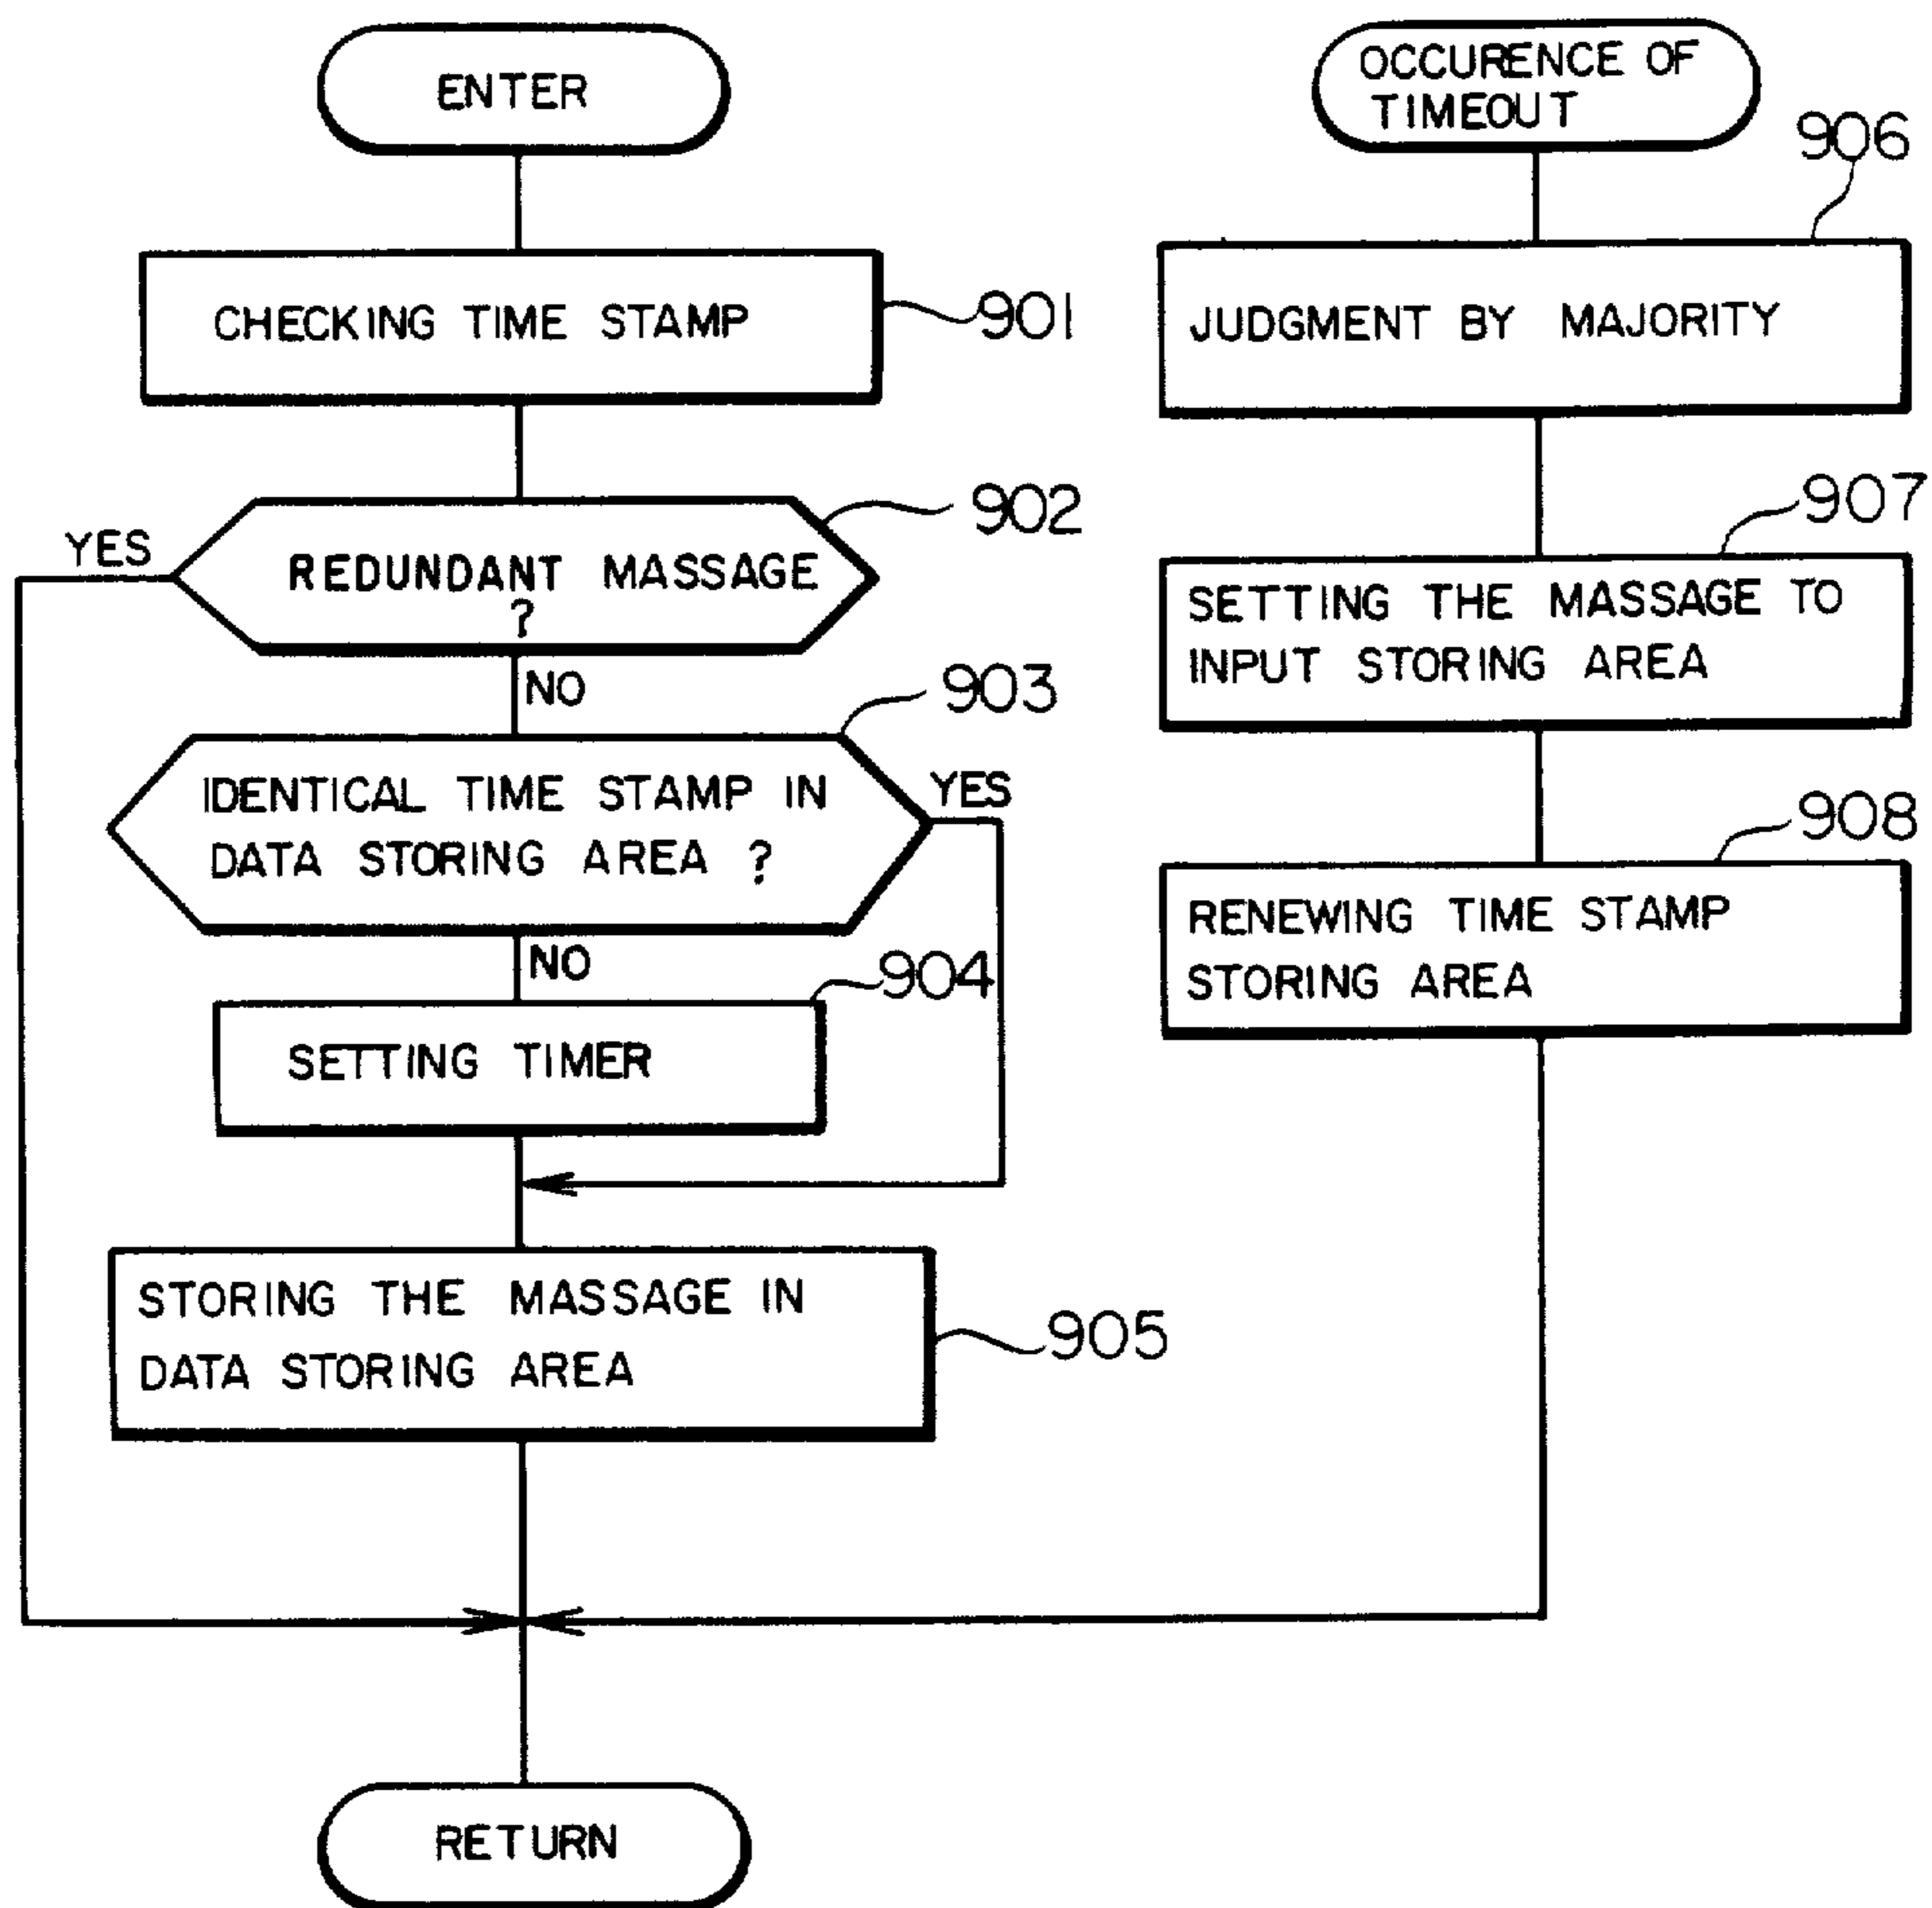 ENTER
CHECKING TIME STAMP
901
REDUNDANT MASSAGE
?
902
YES
NO
IDENTICAL TIME STAMP IN
DATA STORING AREA ?
903
YES
NO
904
SETTING TIMER
STORING THE MASSAGE IN
DATA STORING AREA
905
RETURN
OCCURENCE OF
TIMEOUT
906
JUDGMENT BY MAJORITY
907
SETTING THE MASSAGE TO
INPUT STORING AREA
908
RENEWING TIME STAMP
STORING AREA